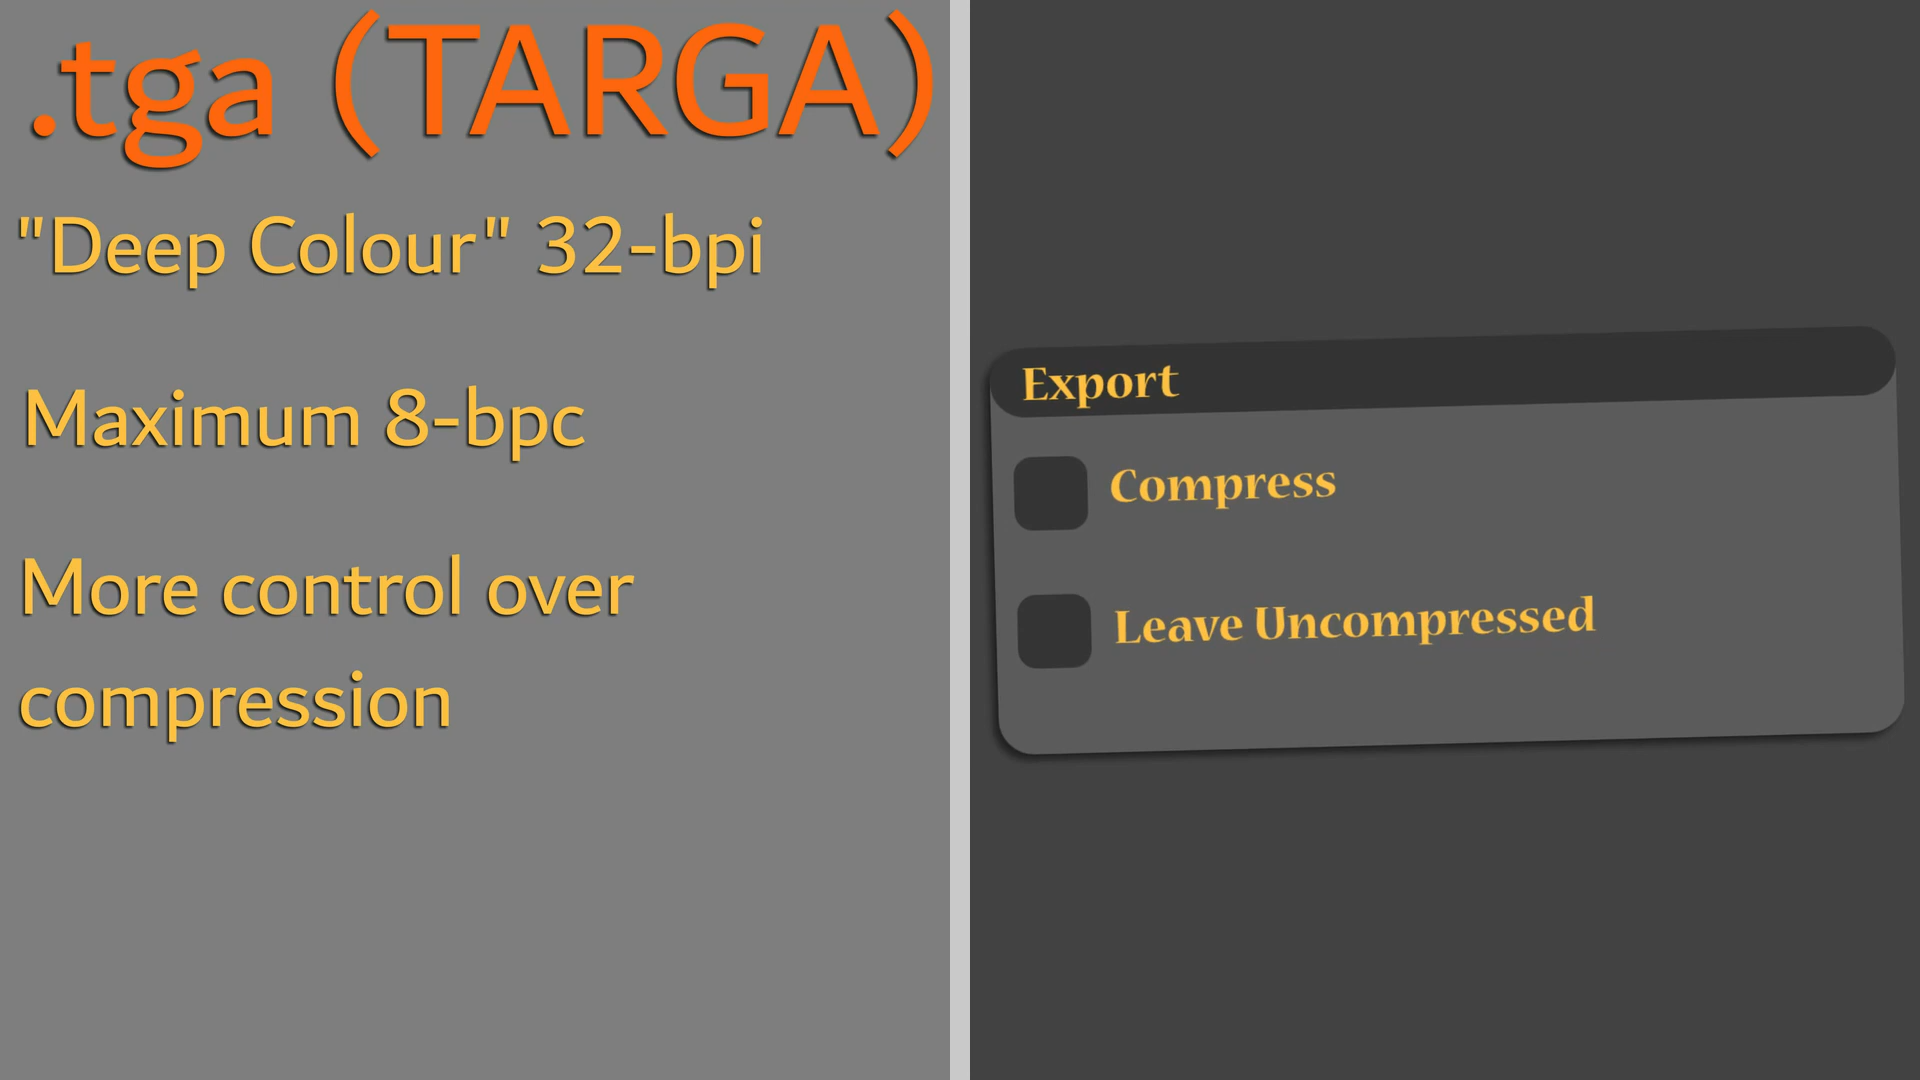 .tga (TARGA)
"Deep Colour" 32-bpi
Maximum 8-bpc
More control over
compression
Export
Compress
Leave Uncompressed